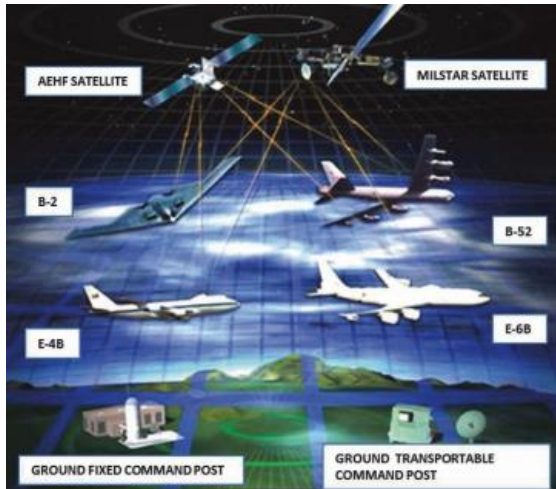 AEHF SATELLITE
MILSTAR SATELLITE
B-2
B-52
E-4B
E-6B
GROUND FIXED COMMAND POST
GROUND TRANSPORTABLE
COMMAND POST